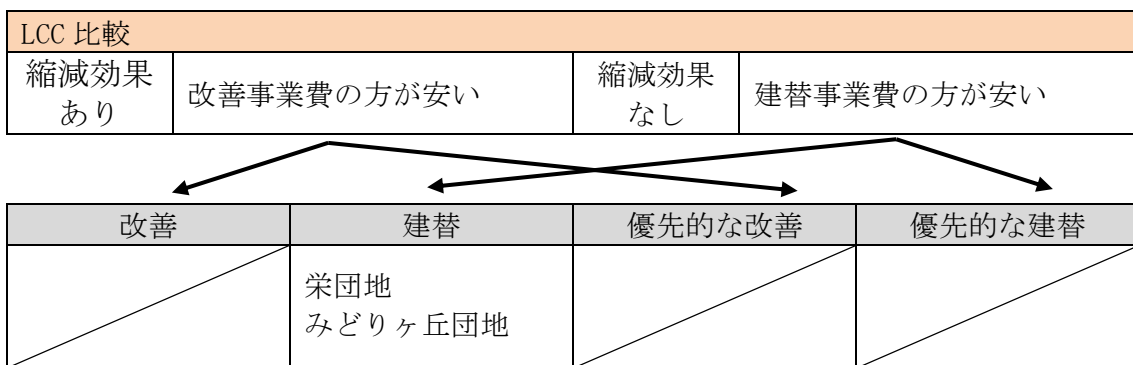 LCC 比較
縮減効果
あり
改善事業費の方が安い
縮減効果
なし
建替事業費の方が安い
改善
建替
優先的な改善
優先的な建替
栄団地
みどりヶ丘団地